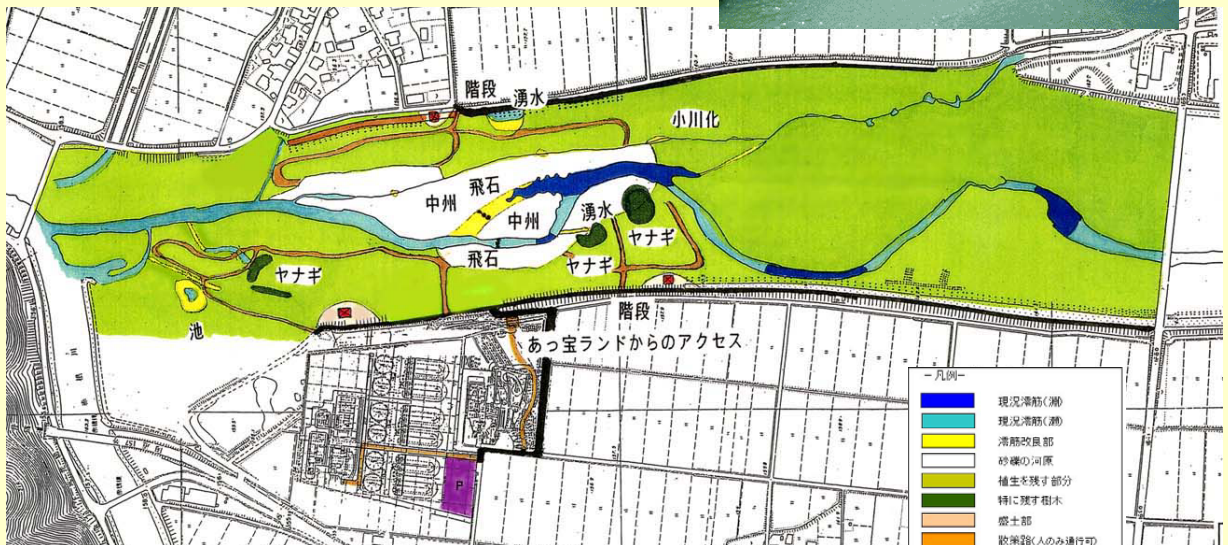 階段
湧水
小川化
飛石
中州
中州
湧水
ヤナギ
飛石
ヤナギ
ヤナギ
池
階段
あっ宝ランドからのアクセス
P
－凡例－
現況澪筋(淵)
現況澪筋(瀬)
澪筋改良部
砂礫の河原
植生を残す部分
特に残す樹木
盛土部
散策路(人のみ通行可)